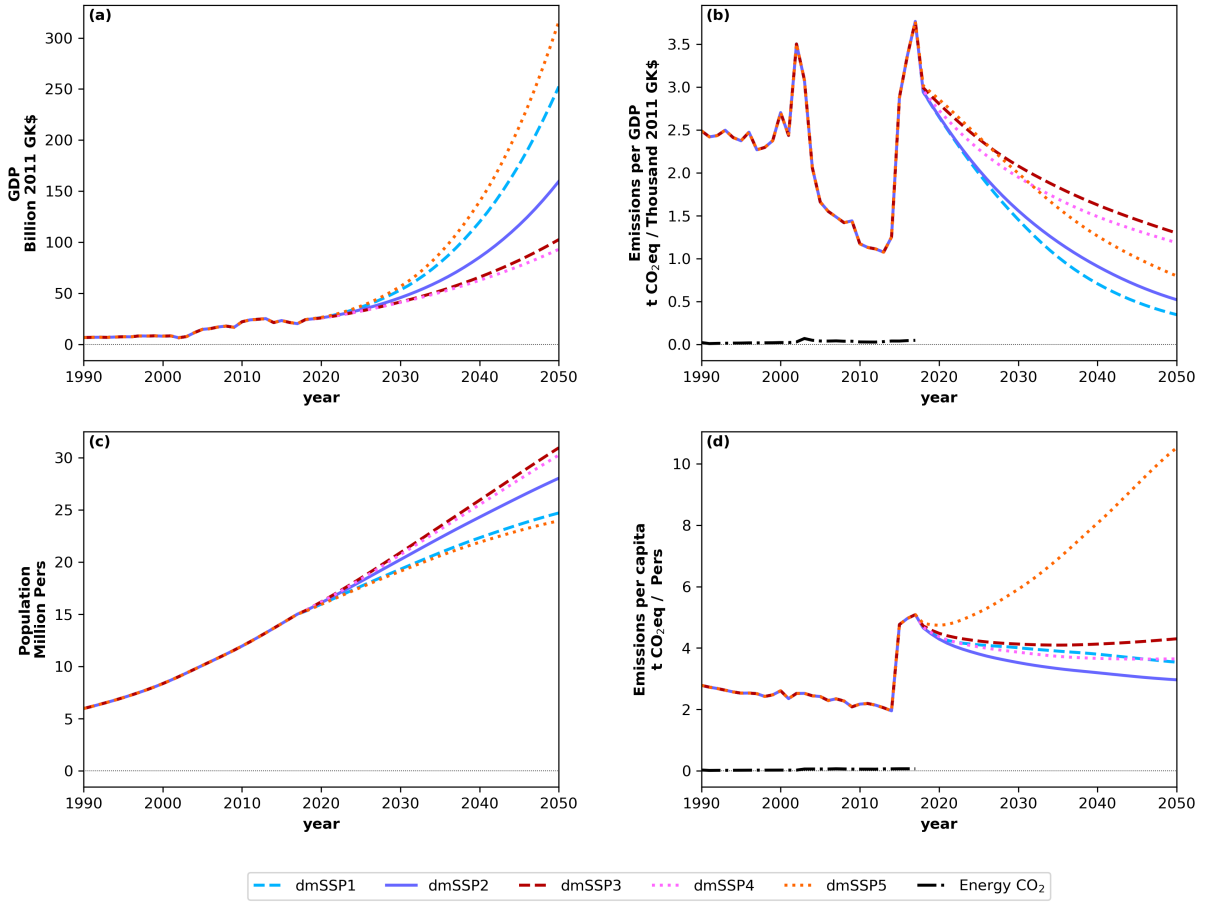 (a)
GDP
Billion 2011 GK$
300
250
200
150
100
50
0
1990 2000 2010 2020 2030 2040 2050
year
(b)
Emissions per GDP
t CO₂eq / Thousand 2011 GK$
3.5
3.0
2.5
2.0
1.5
1.0
0.5
0.0
1990 2000 2010 2020 2030 2040 2050
year
(c)
Population
Million Pers
30
25
20
15
10
5
0
1990 2000 2010 2020 2030 2040 2050
year
(d)
Emissions per capita
t CO₂eq / Pers
10
8
6
4
2
0
1990 2000 2010 2020 2030 2040 2050
year
dmSSP1 dmSSP2 dmSSP3 dmSSP4 dmSSP5 Energy CO₂